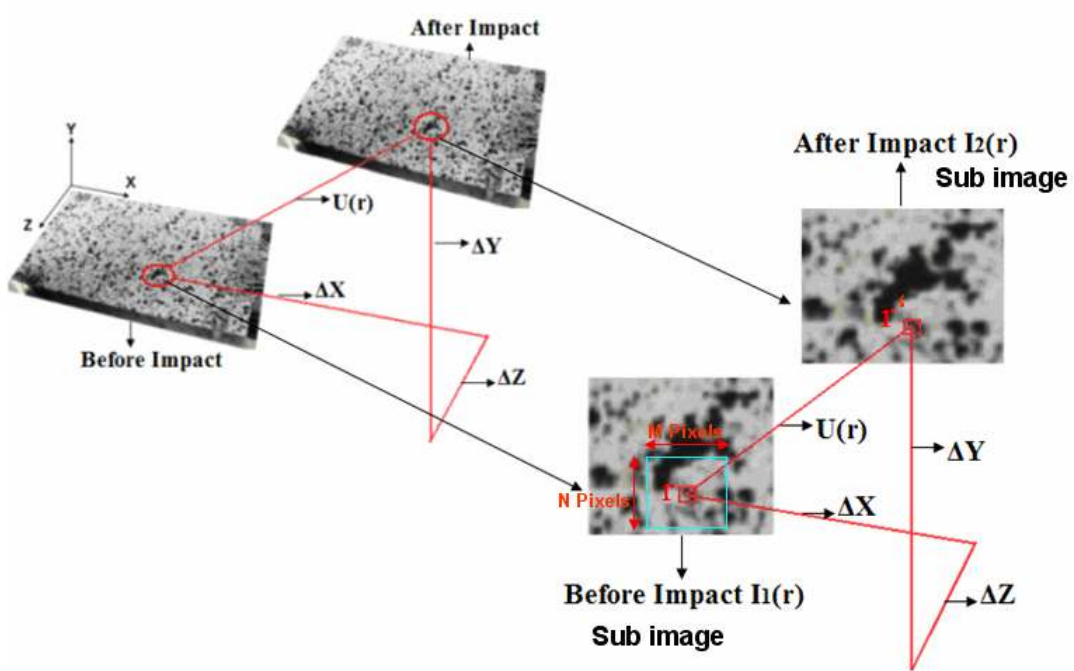 After Impact
Y
X
Z
U(r)
ΔY
ΔX
Before Impact
ΔZ
After Impact I2(r)
Sub image
r'
M Pixels
N Pixels
r
U(r)
ΔY
ΔX
ΔZ
Before Impact I1(r)
Sub image